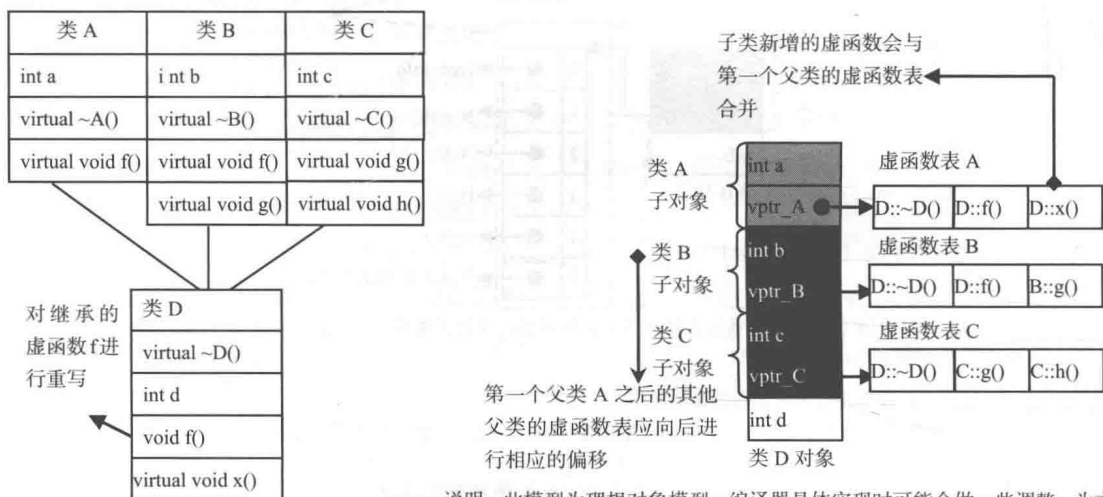 类 A
类 B
类 C
int a
i nt b
int c
virtual ~A()
virtual ~B()
virtual ~C()
virtual void f()
virtual void f()
virtual void g()
virtual void g()
virtual void h()
对继承的
虚函数f进
行重写
类 D
virtual ~D()
int d
void f()
virtual void x()
子类新增的虚函数会与
第一个父类的虚函数表
合并
类 A
子对象
类 B
子对象
类 C
子对象
第一个父类 A 之后的其他
父类的虚函数表应向后进
行相应的偏移
int a
vptr_A
int b
vptr_B
int c
vptr_C
int d
类 D 对象
虚函数表 A
D::~D() D::f() D::x()
虚函数表 B
D::~D() D::f() B::g()
虚函数表 C
D::~D() C::g() C::h()